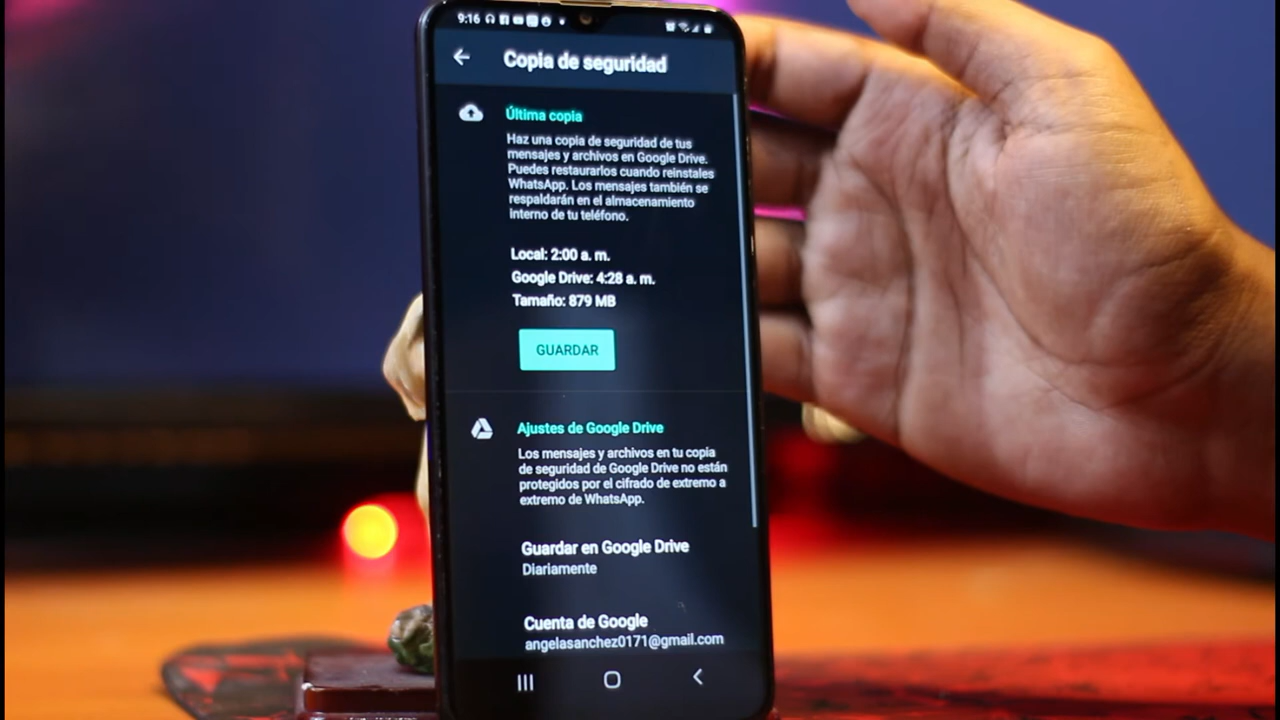 9:16
Copia de seguridad
Última copia
Haz una copia de seguridad de tus
mensajes y archivos en Google Drive.
Puedes restaurarlos cuando reinstales
WhatsApp. Los mensajes también se
respaldarán en el almacenamiento
interno de tu teléfono.
Local: 2:00 a. m.
Google Drive: 4:28 a. m.
Tamaño: 879 MB
GUARDAR
Ajustes de Google Drive
Los mensajes y archivos en tu copia
de seguridad de Google Drive no están
protegidos por el cifrado de extremo a
extremo de WhatsApp.
Guardar en Google Drive
Diariamente
Cuenta de Google
angelasanchez0171@gmail.com